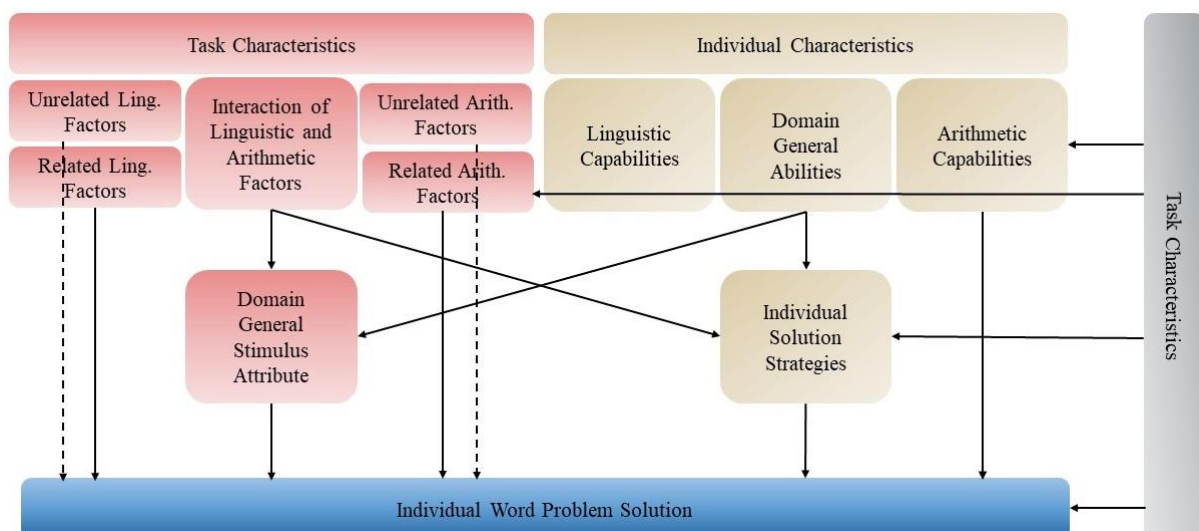 Task Characteristics
Individual Characteristics
Unrelated Ling.
Factors
Related Ling.
Factors
Interaction of
Linguistic and
Arithmetic
Factors
Unrelated Arith.
Factors
Related Arith.
Factors
Linguistic
Capabilities
Domain
General
Abilities
Arithmetic
Capabilities
Task Characteristics
Domain
General
Stimulus
Attribute
Individual
Solution
Strategies
Individual Word Problem Solution